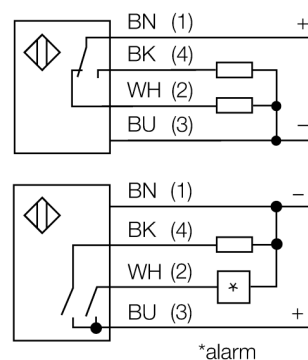 BN (1) +
BK (4)
WH (2)
BU (3) −
BN (1) −
BK (4)
WH (2) *
BU (3) +
*alarm